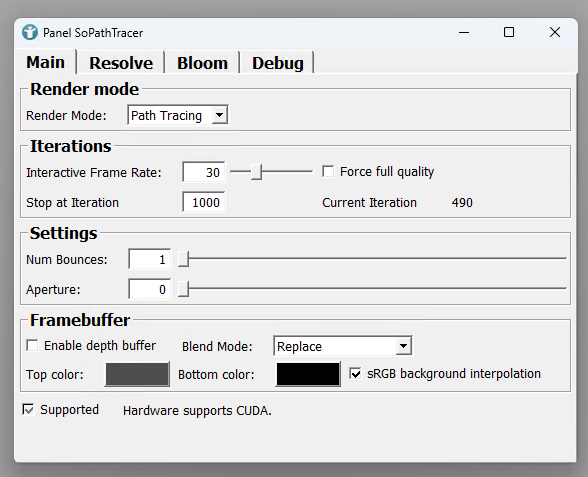 Panel SoPathTracer
Main Resolve Bloom Debug
Render mode
Render Mode: Path Tracing
Iterations
Interactive Frame Rate: 30 Force full quality
Stop at Iteration 1000 Current Iteration 490
Settings
Num Bounces: 1
Aperture: 0
Framebuffer
Enable depth buffer Blend Mode: Replace
Top color: Bottom color: sRGB background interpolation
Supported Hardware supports CUDA.